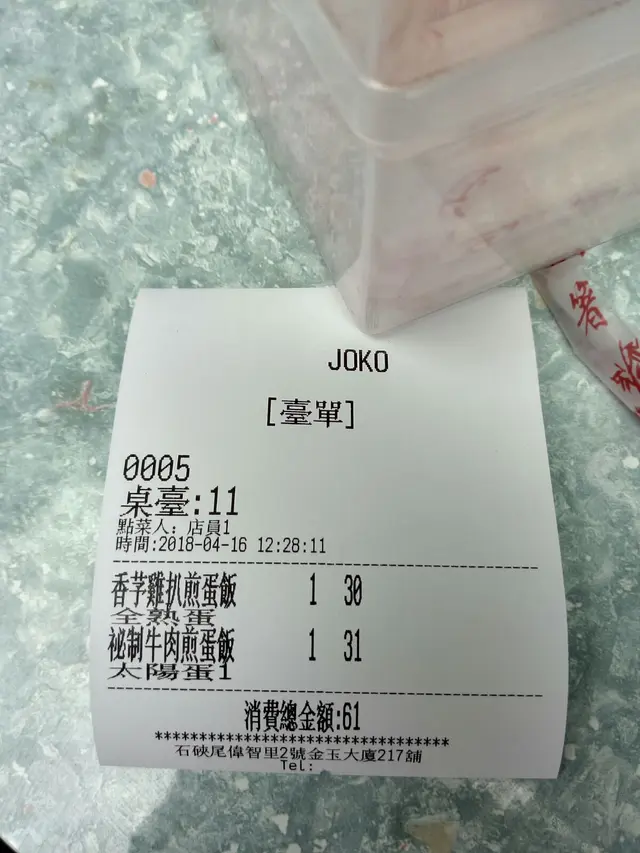 JOKO
[臺單]
0005
桌臺:11
點菜人: 店員1
時間:2018-04-16 12:28:11
香茅雞扒煎蛋飯 1 30
全熟蛋
祕制牛肉煎蛋飯 1 31
太陽蛋1
消費總金額:61
***********************************
石硤尾偉智里2號金玉大廈217舖
Tel:
箸